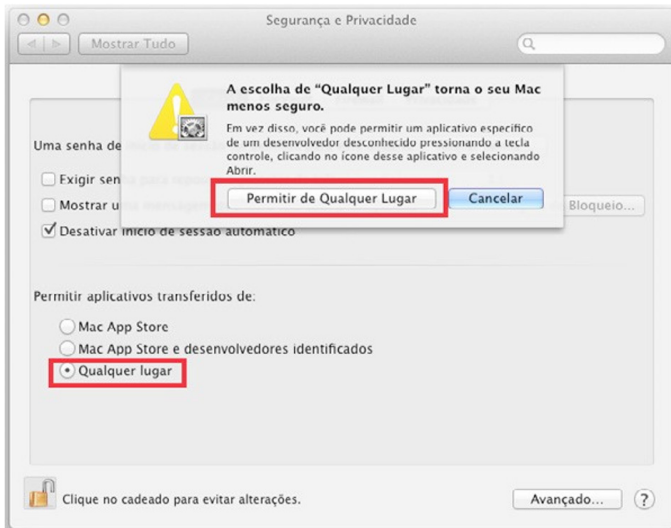 Segurança e Privacidade
Mostrar Tudo
A escolha de “Qualquer Lugar” torna o seu Mac
menos seguro.
Em vez disso, você pode permitir um aplicativo específico
de um desenvolvedor desconhecido pressionando a tecla
controle, clicando no ícone desse aplicativo e selecionando
Abrir.
Permitir de Qualquer Lugar
Cancelar
Uma senha de
Exigir
Mostrar
Bloqueio...
Desativar início de sessão automático
Permitir aplicativos transferidos de:
Mac App Store
Mac App Store e desenvolvedores identificados
Qualquer lugar
Clique no cadeado para evitar alterações.
Avançado...
?